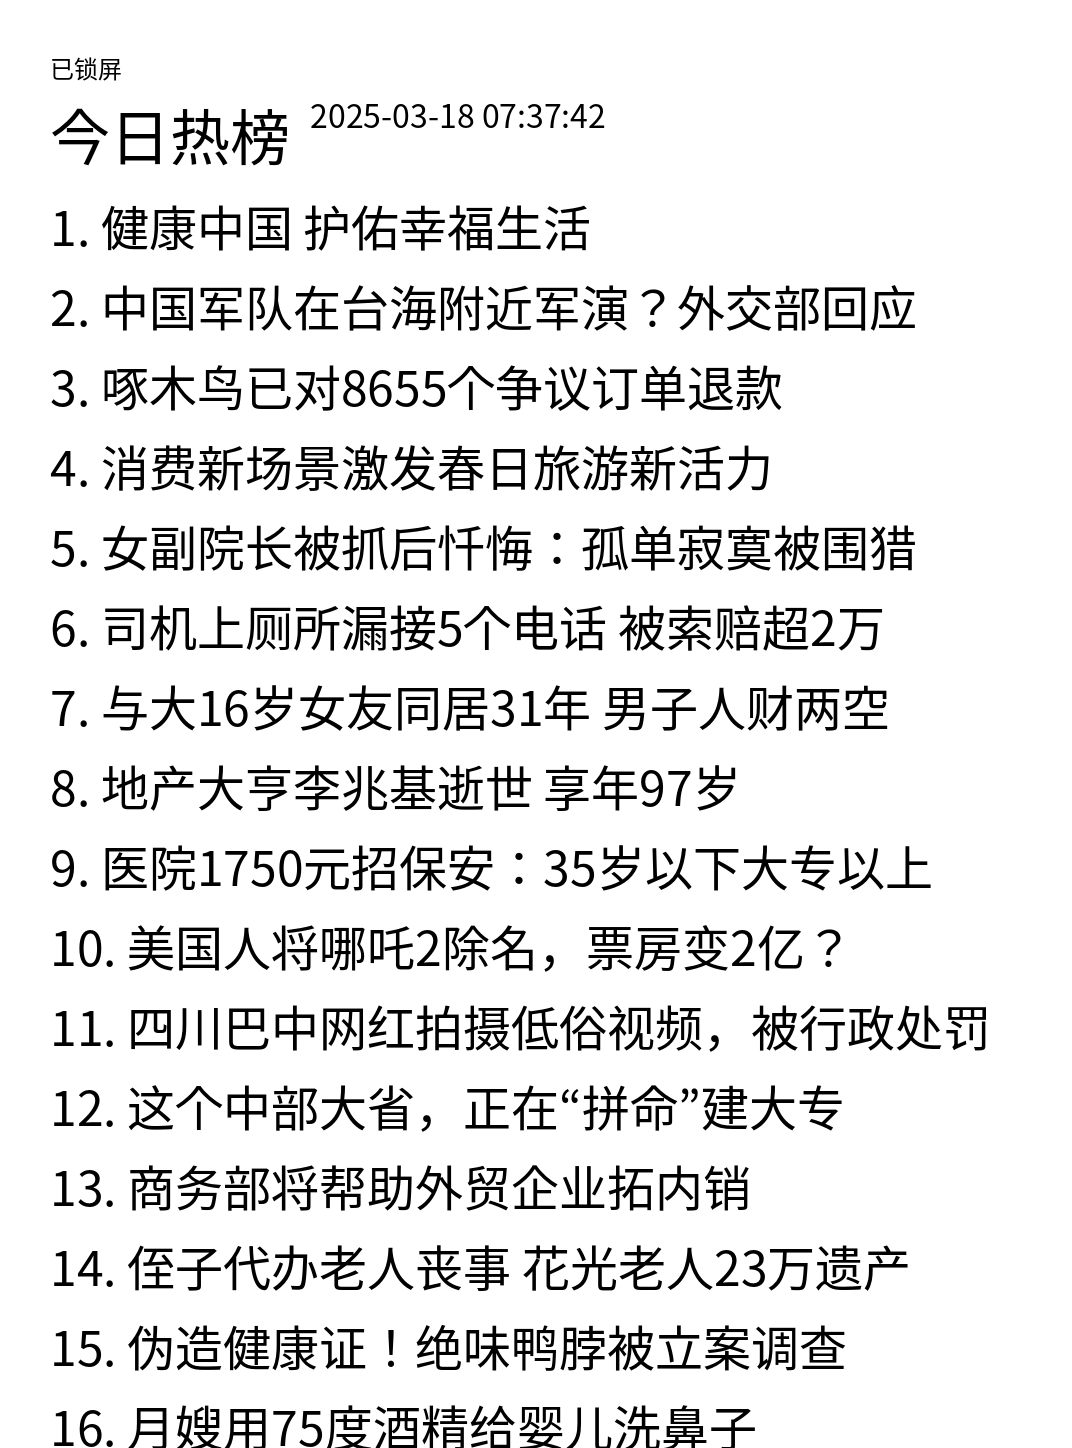 已锁屏
今日热榜 2025-03-18 07:37:42
1. 健康中国 护佑幸福生活
2. 中国军队在台海附近军演？外交部回应
3. 啄木鸟已对8655个争议订单退款
4. 消费新场景激发春日旅游新活力
5. 女副院长被抓后忏悔：孤单寂寞被围猎
6. 司机上厕所漏接5个电话 被索赔超2万
7. 与大16岁女友同居31年 男子人财两空
8. 地产大亨李兆基逝世 享年97岁
9. 医院1750元招保安：35岁以下大专以上
10. 美国人将哪吒2除名，票房变2亿？
11. 四川巴中网红拍摄低俗视频，被行政处罚
12. 这个中部大省，正在“拼命”建大专
13. 商务部将帮助外贸企业拓内销
14. 侄子代办老人丧事 花光老人23万遗产
15. 伪造健康证！绝味鸭脖被立案调查
16. 月嫂用75度酒精给婴儿洗鼻子